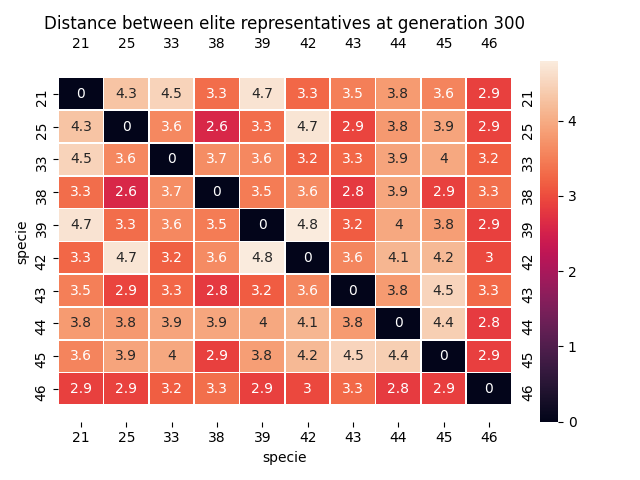 Distance between elite representatives at generation 300
21 25 33 38 39 42 43 44 45 46
21 0 4.3 4.5 3.3 4.7 3.3 3.5 3.8 3.6 2.9 21
25 4.3 0 3.6 2.6 3.3 4.7 2.9 3.8 3.9 2.9 25
33 4.5 3.6 0 3.7 3.6 3.2 3.3 3.9 4 3.2 33
38 3.3 2.6 3.7 0 3.5 3.6 2.8 3.9 2.9 3.3 38
39 4.7 3.3 3.6 3.5 0 4.8 3.2 4 3.8 2.9 39
42 3.3 4.7 3.2 3.6 4.8 0 3.6 4.1 4.2 3 42
43 3.5 2.9 3.3 2.8 3.2 3.6 0 3.8 4.5 3.3 43
44 3.8 3.8 3.9 3.9 4 4.1 3.8 0 4.4 2.8 44
45 3.6 3.9 4 2.9 3.8 4.2 4.5 4.4 0 2.9 45
46 2.9 2.9 3.2 3.3 2.9 3 3.3 2.8 2.9 0 46
21 25 33 38 39 42 43 44 45 46
specie
specie
4
3
2
1
0